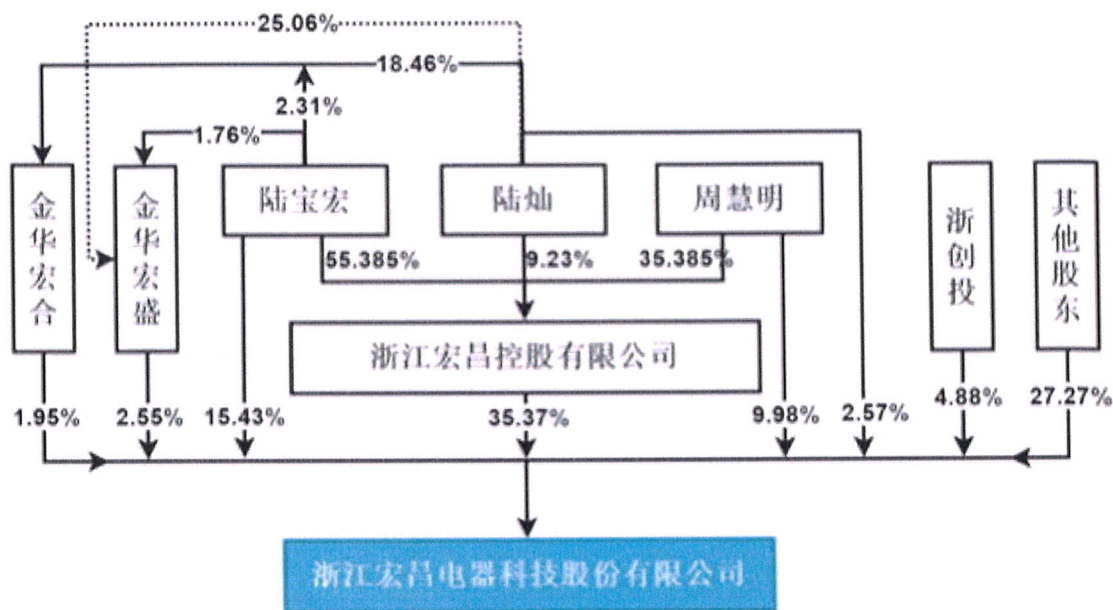 25.06%
18.46%
2.31%
1.76%
金华宏合
金华宏盛
陆宝宏
陆灿
周慧明
浙创投
其他股东
55.385%
9.23%
35.385%
浙江宏昌控股有限公司
1.95%
2.55%
15.43%
35.37%
9.98%
2.57%
4.88%
27.27%
浙江宏昌电器科技股份有限公司